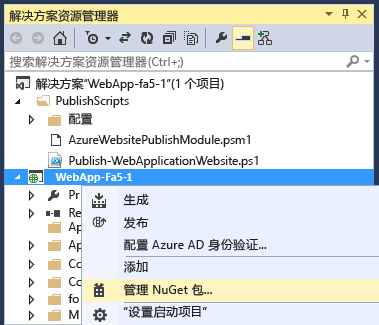 解决方案资源管理器
搜索解决方案资源管理器(Ctrl+;)
解决方案"WebApp-fa5-1"(1 个项目)
PublishScripts
配置
AzureWebsitePublishModule.psm1
Publish-WebApplicationWebsite.ps1
WebApp-Fa5-1
Pr
Re
Ap
Ap
Cc
Cc
fo
M
生成
发布
配置 Azure AD 身份验证...
添加
管理 NuGet 包...
"设置启动项目"